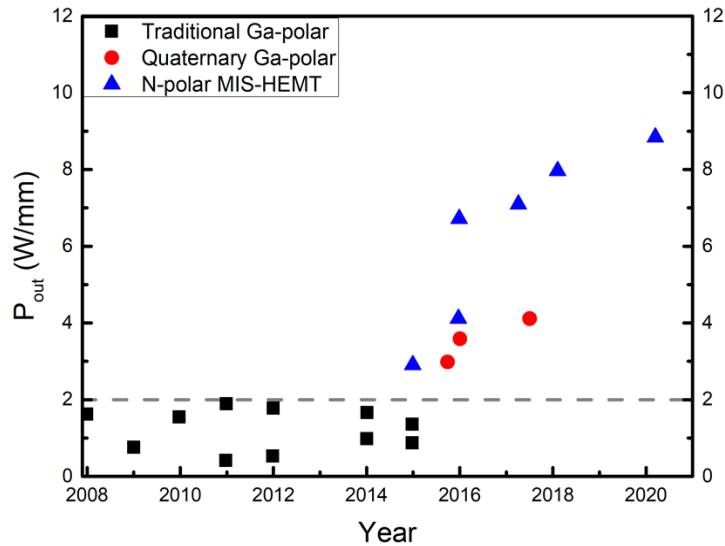 Traditional Ga-polar
Quaternary Ga-polar
N-polar MIS-HEMT
12
10
8
6
4
2
0
P_out (W/mm)
12
10
8
6
4
2
0
2008 2010 2012 2014 2016 2018 2020
Year